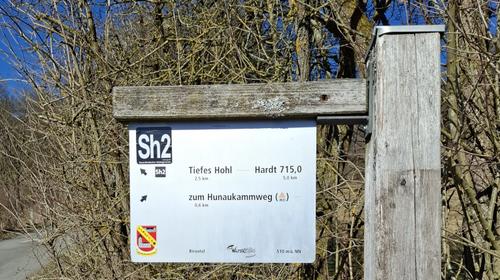 Sh2
Sh2
Tiefes Hohl Hardt 715,0
2,5 km 5,0 km
zum Hunaukammweg ( )
0,6 km
510 m ü. NN